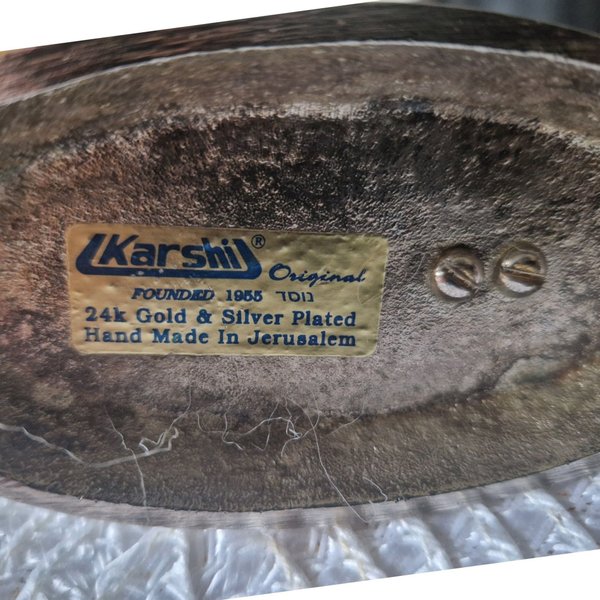 Karshi® Original
FOUNDED 1955 נוסד
24k Gold & Silver Plated
Hand Made In Jerusalem